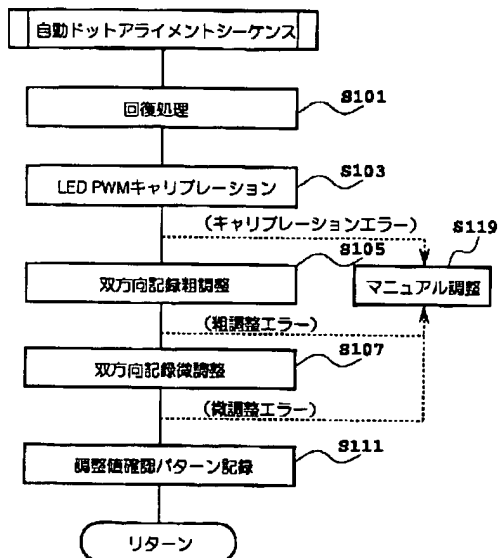 自動ドットアライメントシーケンス
回復処理
S101
LED PWMキャリブレーション
S103
(キャリブレーションエラー)
S119
S105
双方向記録粗調整
マニュアル調整
(粗調整エラー)
S107
双方向記録微調整
(微調整エラー)
S111
調整値確認パターン記録
リターン